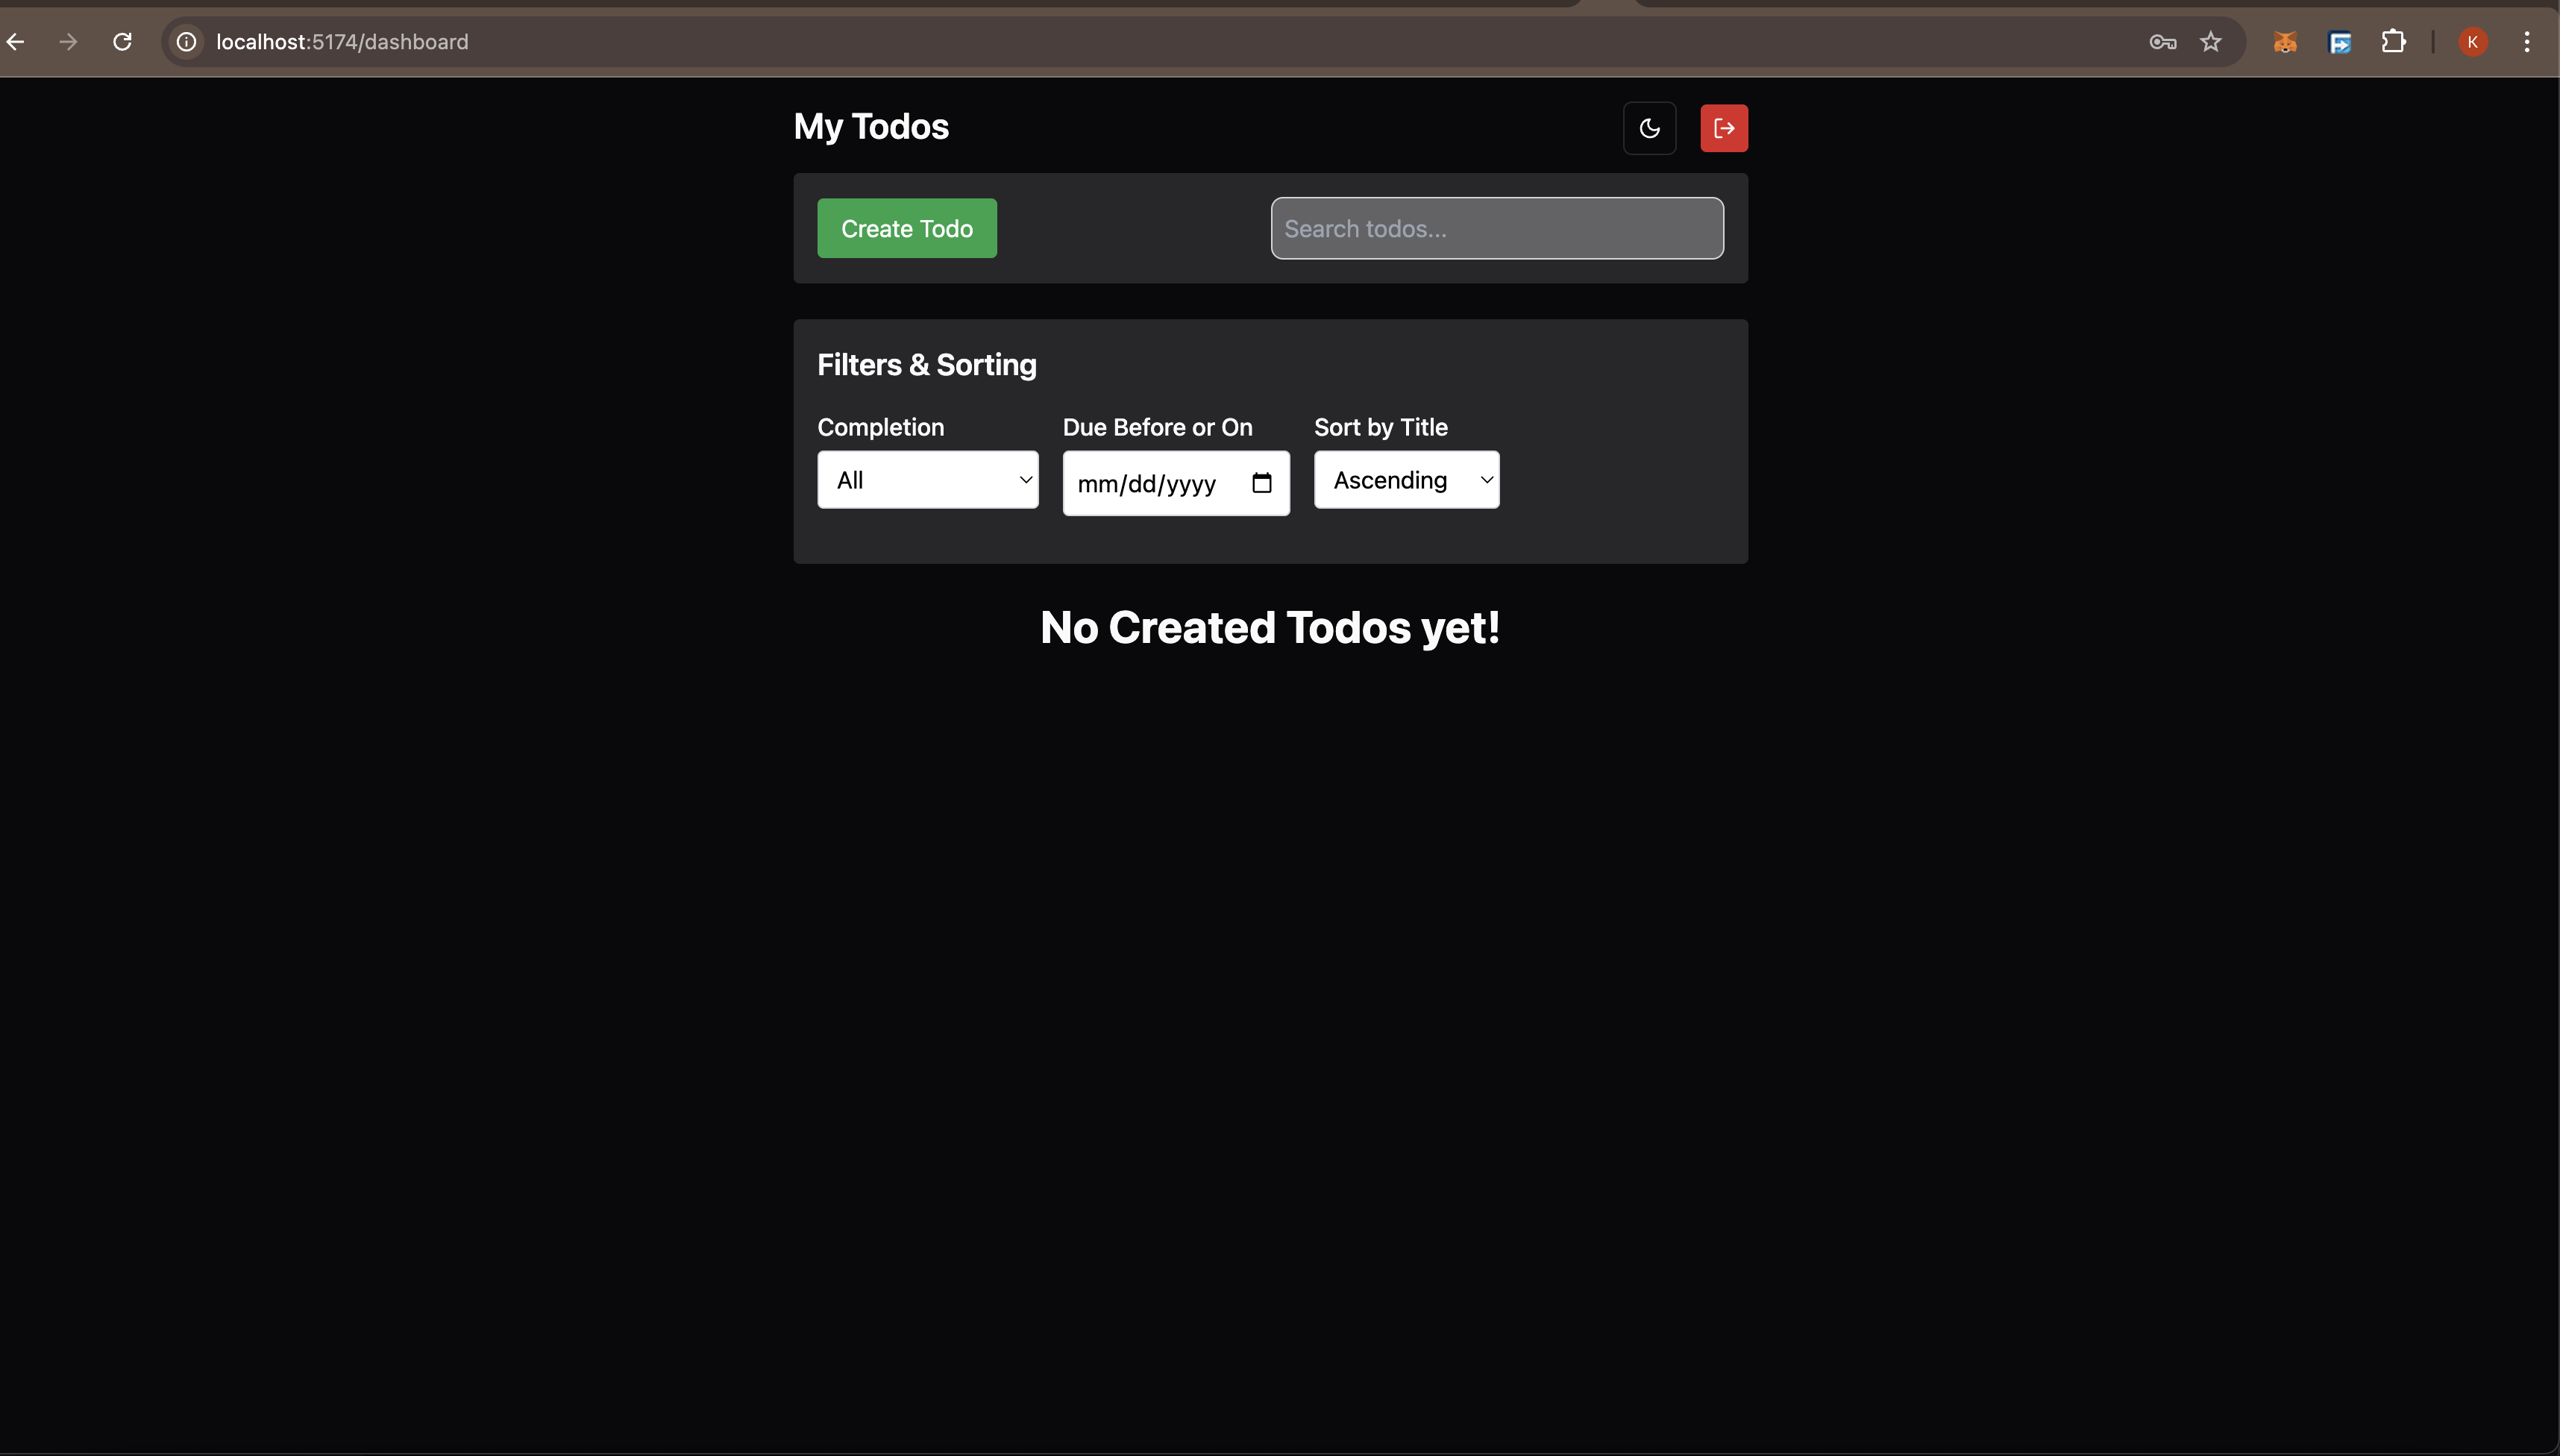 localhost:5174/dashboard
K
My Todos
Create Todo
Search todos...
Filters & Sorting
Completion
Due Before or On
Sort by Title
All
mm/dd/yyyy
Ascending
No Created Todos yet!